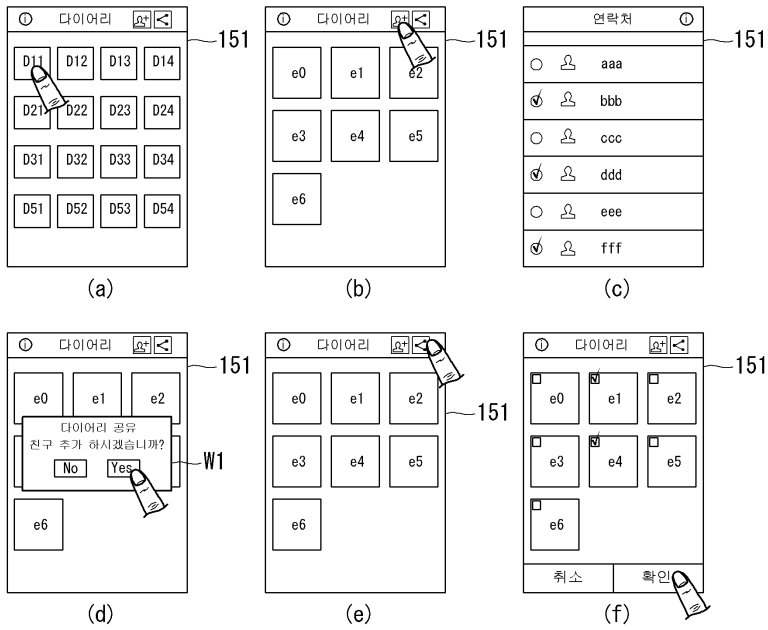 다이어리
151
D11 D12 D13 D14
D21 D22 D23 D24
D31 D32 D33 D34
D51 D52 D53 D54
(a)
다이어리
151
e0 e1 e2
e3 e4 e5
e6
(b)
연락처
151
aaa
bbb
ccc
ddd
eee
fff
(c)
다이어리
151
e0 e1 e2
다이어리 공유
친구 추가 하시겠습니까?
No Yes
W1
e6
(d)
다이어리
e0 e1 e2
151
e3 e4 e5
e6
(e)
다이어리
151
e0 e1 e2
e3 e4 e5
e6
취소 확인
(f)